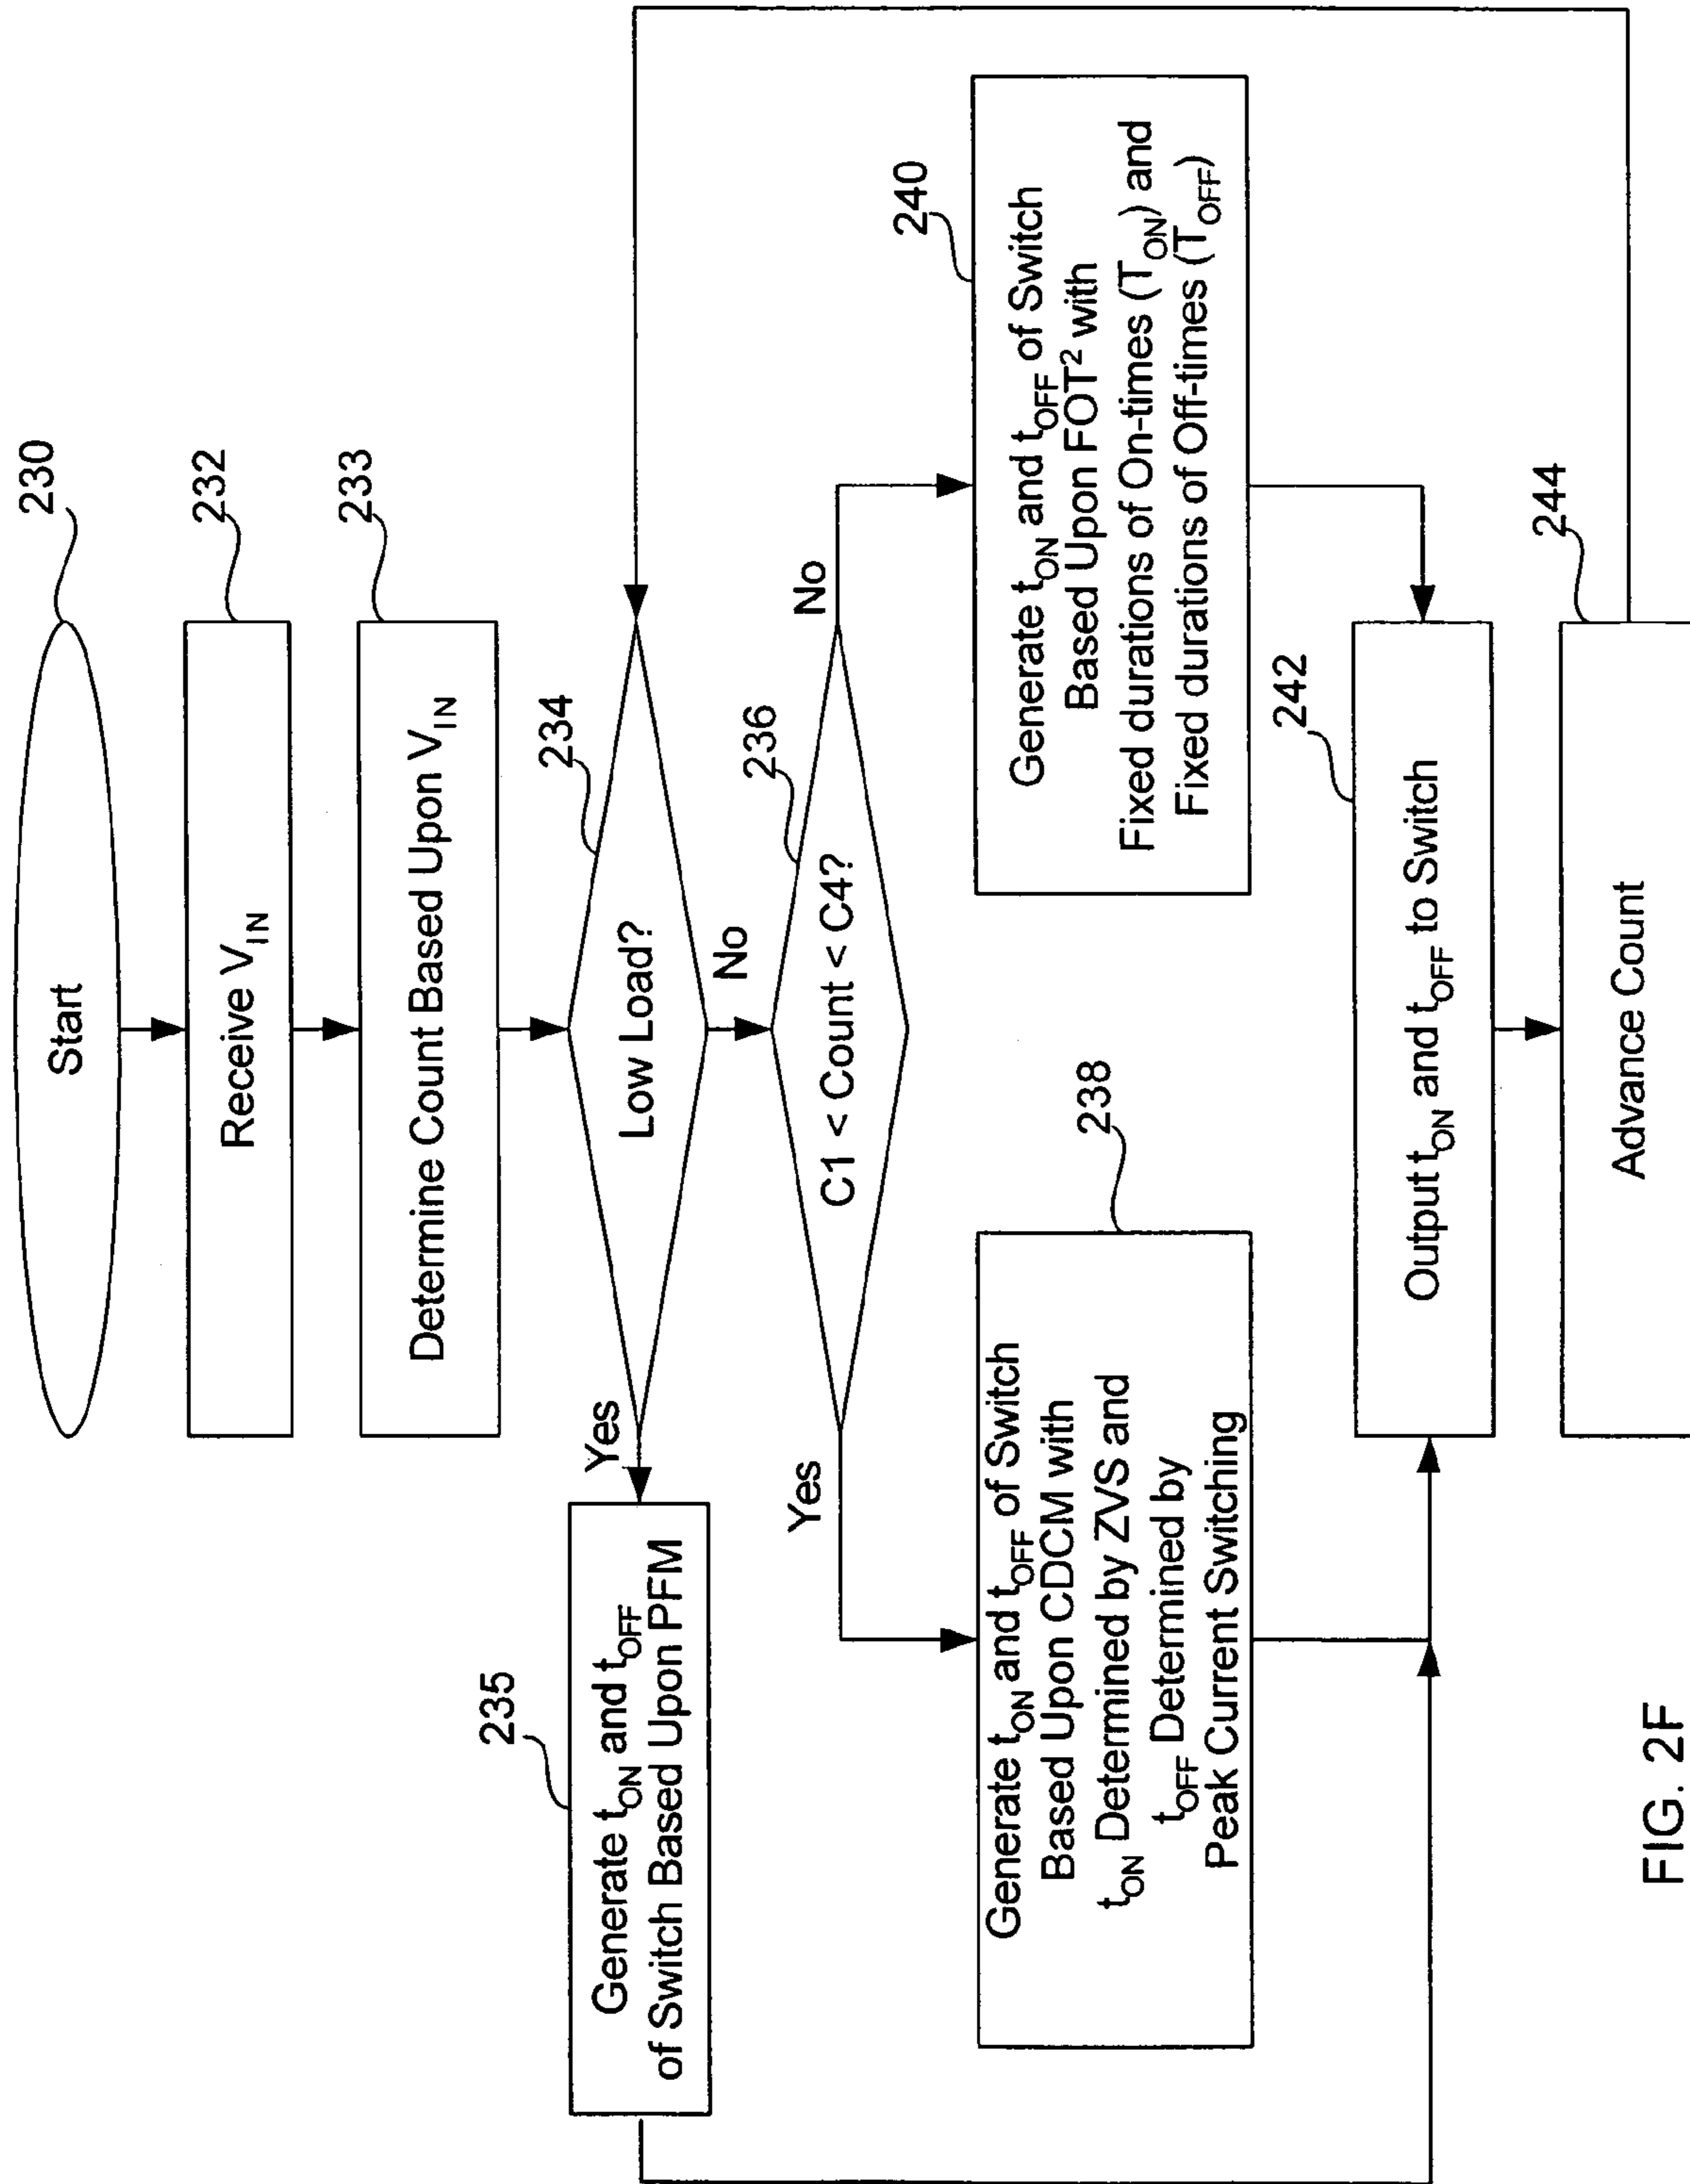 Start
230
Receive V_IN
232
Determine Count Based Upon V_IN
233
Low Load?
234
Yes
No
Generate t_ON and t_OFF
of Switch Based Upon PFM
235
C1 < Count < C4?
236
Yes
No
Generate t_ON and t_OFF of Switch
Based Upon CDCM with
t_ON Determined by ZVS and
t_OFF Determined by
Peak Current Switching
238
Generate t_ON and t_OFF of Switch
Based Upon FOT² with
Fixed durations of On-times (T_ON) and
Fixed durations of Off-times (T_OFF)
240
Output t_ON and t_OFF to Switch
242
Advance Count
244
FIG. 2F